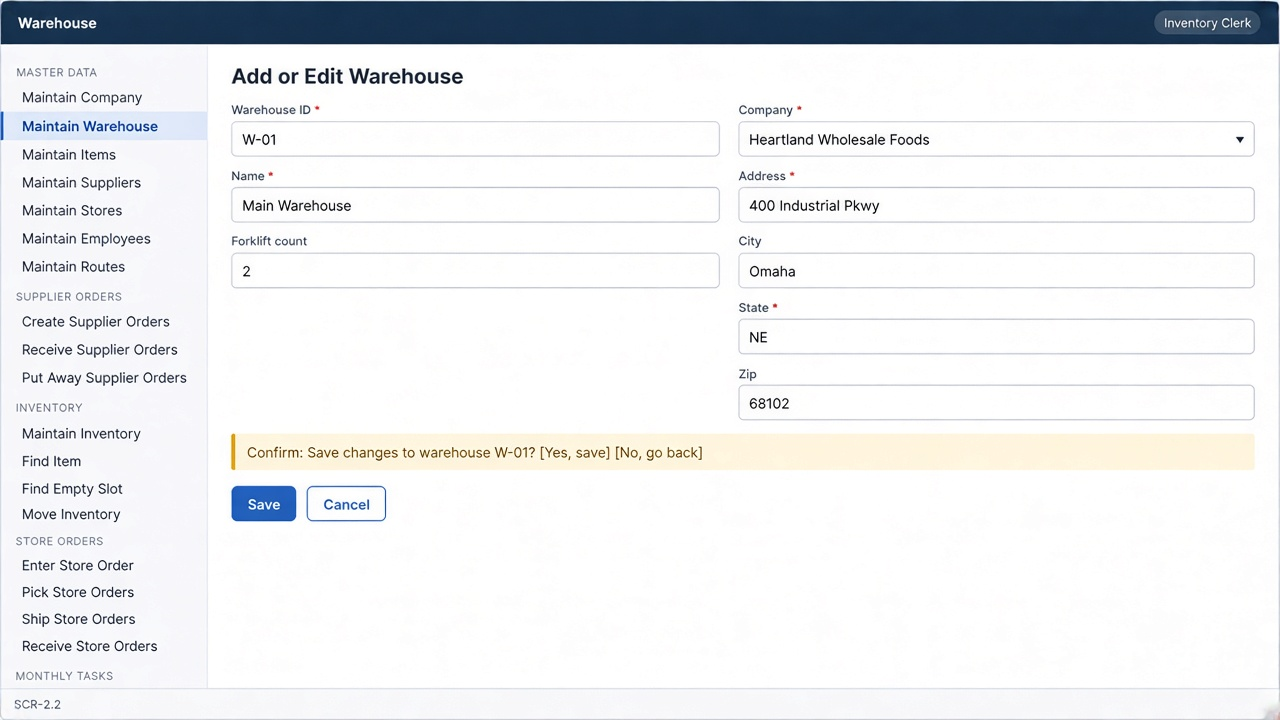 Warehouse
Inventory Clerk
MASTER DATA
Maintain Company
Maintain Warehouse
Maintain Items
Maintain Suppliers
Maintain Stores
Maintain Employees
Maintain Routes
SUPPLIER ORDERS
Create Supplier Orders
Receive Supplier Orders
Put Away Supplier Orders
INVENTORY
Maintain Inventory
Find Item
Find Empty Slot
Move Inventory
STORE ORDERS
Enter Store Order
Pick Store Orders
Ship Store Orders
Receive Store Orders
MONTHLY TASKS
Add or Edit Warehouse
Warehouse ID *
W-01
Name *
Main Warehouse
Forklift count
2
Company *
Heartland Wholesale Foods
Address *
400 Industrial Pkwy
City
Omaha
State *
NE
Zip
68102
Confirm: Save changes to warehouse W-01? [Yes, save] [No, go back]
Save
Cancel
SCR-2.2